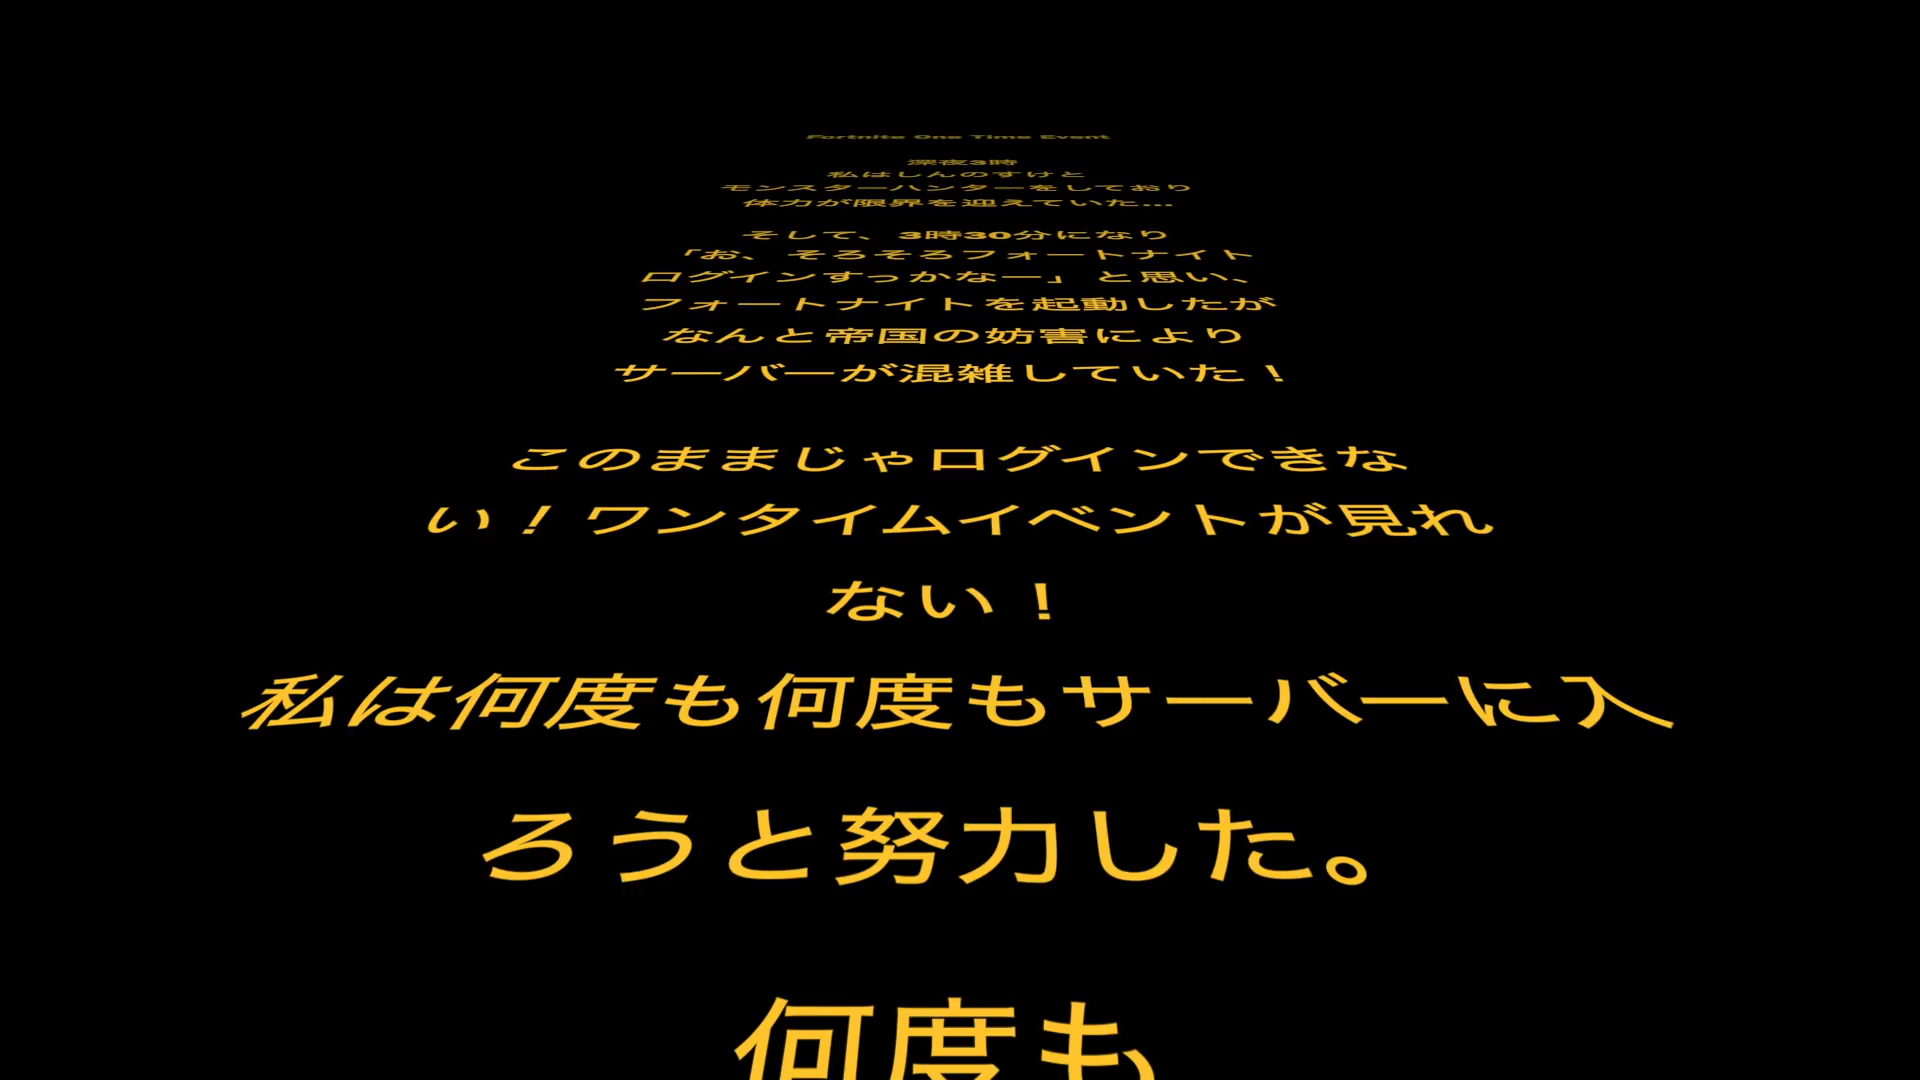 Fortnite One Time Event
深夜3時
私はしんのすけと
モンスターハンターをしており
体力が限界を迎えていた...
そして、3時30分になり
「お、そろそろフォートナイト
ログインすっかなー」と思い、
フォートナイトを起動したが
なんと帝国の妨害により
サーバーが混雑していた！
このままじゃログインできな
い！ワンタイムイベントが見れ
ない！
私は何度も何度もサーバーに入
ろうと努力した。
何度も